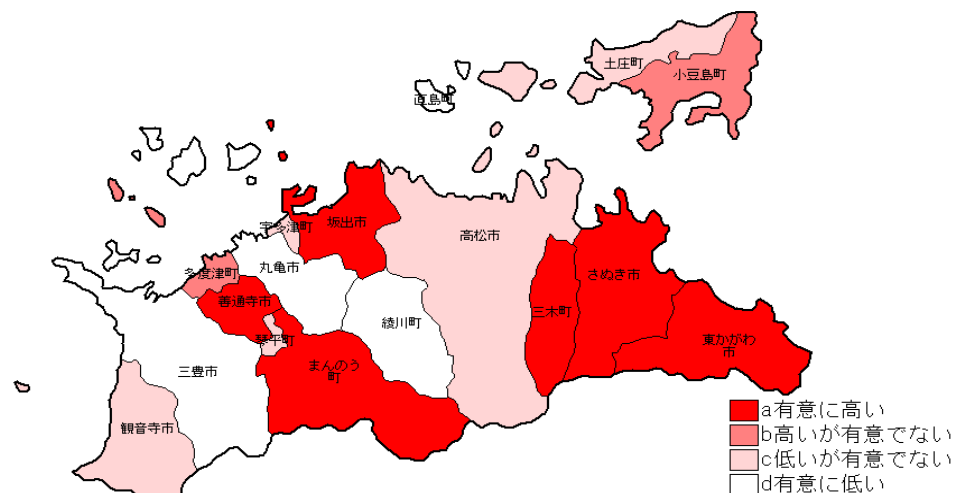 土庄町
小豆島町
直島町
坂出市
宇多津町
高松市
丸亀市
多度津町
さぬき市
善通寺市
三木町
綾川町
琴平町
東かがわ
市
まんのう
町
三豊市
観音寺市
a有意に高い
b高いが有意でない
c低いが有意でない
d有意に低い